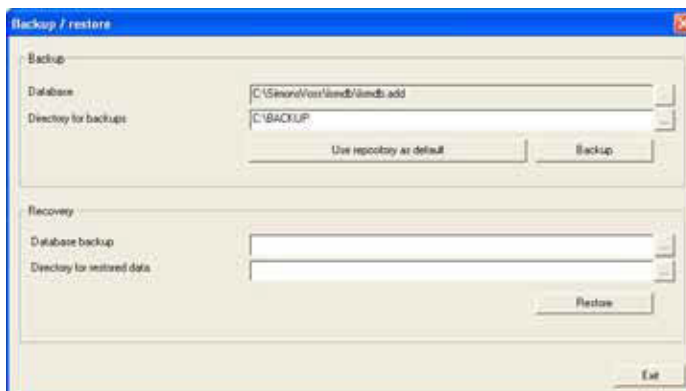 Backup / restore
Backup
Database
C:\SimonsVoss\lsmdb\lsmdb.add
Directory for backups
C:\BACKUP
Use repository as default
Backup
Recovery
Database backup
Directory for restored data
Restore
Exit